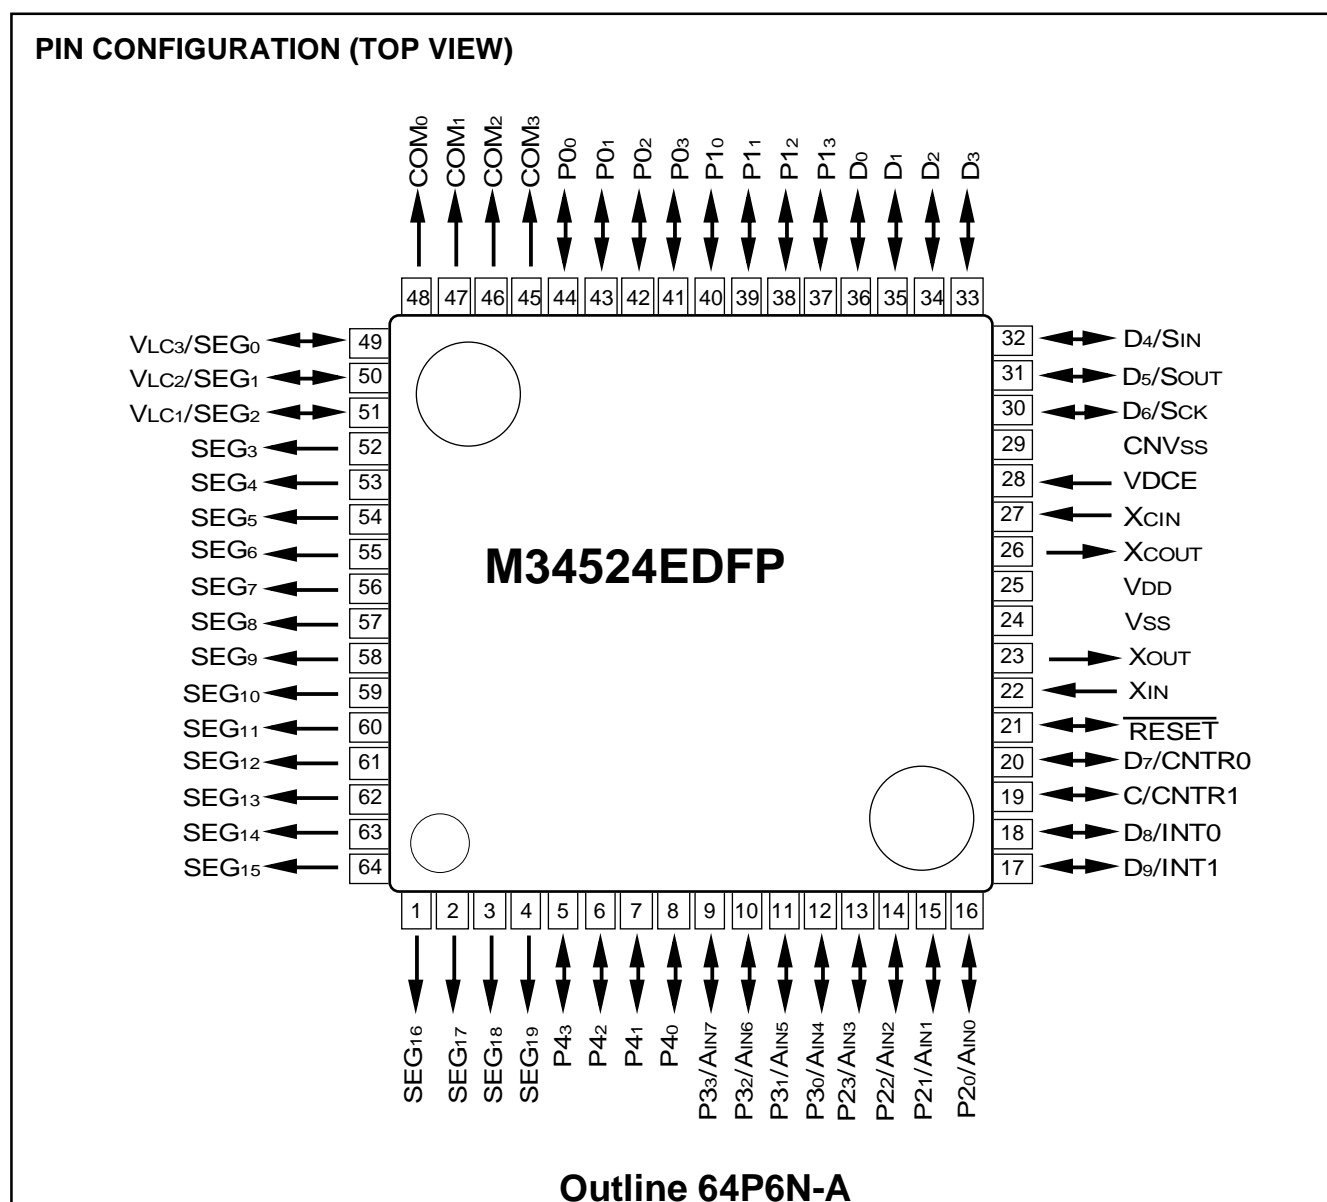 PIN CONFIGURATION (TOP VIEW)
COM0
COM1
COM2
COM3
P00
P01
P02
P03
P10
P11
P12
P13
D0
D1
D2
D3
48 47 46 45 44 43 42 41 40 39 38 37 36 35 34 33
VLC3/SEG0 49
VLC2/SEG1 50
VLC1/SEG2 51
SEG3 52
SEG4 53
SEG5 54
SEG6 55
SEG7 56
SEG8 57
SEG9 58
SEG10 59
SEG11 60
SEG12 61
SEG13 62
SEG14 63
SEG15 64
M34524EDFP
32 D4/SIN
31 D5/SOUT
30 D6/SCK
29 CNVSS
28 VDCE
27 XCIN
26 XCOUT
25 VDD
24 VSS
23 XOUT
22 XIN
21 RESET
20 D7/CNTR0
19 C/CNTR1
18 D8/INT0
17 D9/INT1
1 2 3 4 5 6 7 8 9 10 11 12 13 14 15 16
SEG16
SEG17
SEG18
SEG19
P43
P42
P41
P40
P33/AIN7
P32/AIN6
P31/AIN5
P30/AIN4
P23/AIN3
P22/AIN2
P21/AIN1
P20/AIN0
Outline 64P6N-A